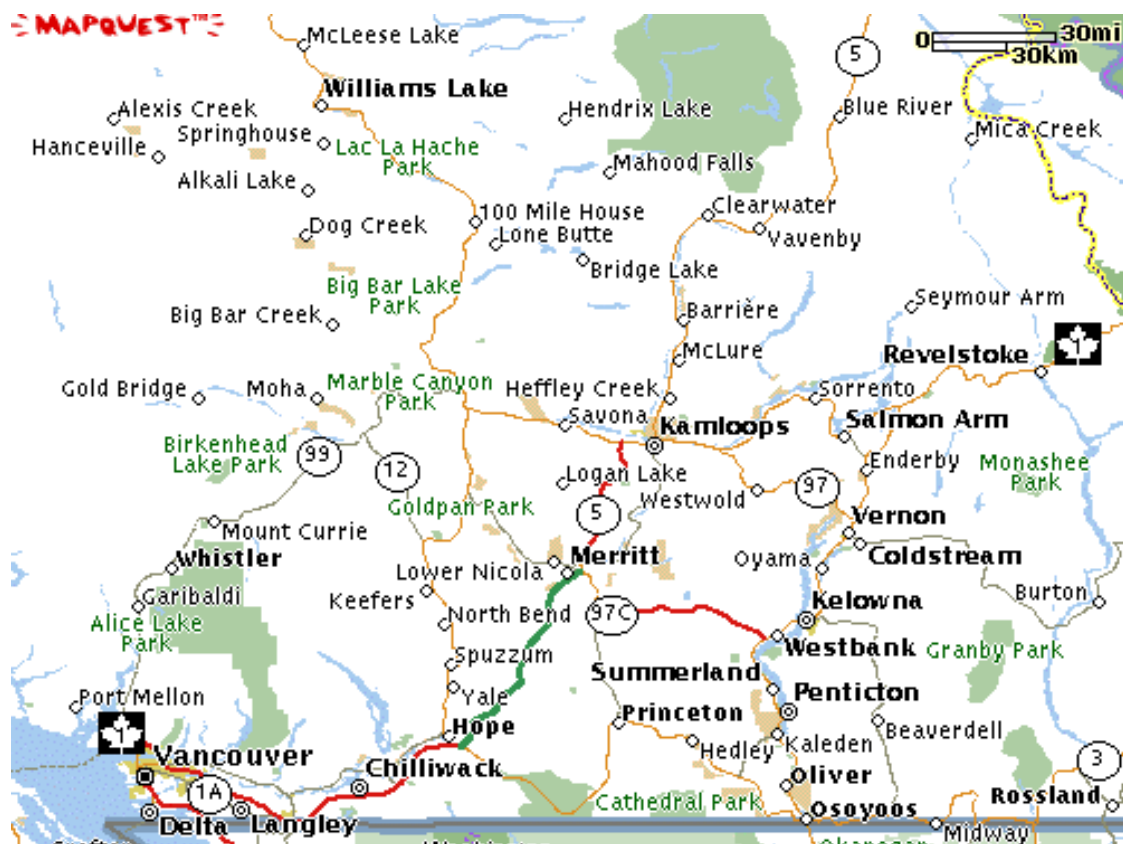 MAPQUEST™
0 30mi
30km
McLeese Lake
5
Williams Lake
Alexis Creek
Hendrix Lake
Blue River
Springhouse
Mica Creek
Hanceville
Lac La Hache
Park
Mahood Falls
Alkali Lake
100 Mile House
Clearwater
Dog Creek
Lone Butte
Vavenby
Bridge Lake
Big Bar Lake
Park
Seymour Arm
Big Bar Creek
Barrière
1
McLure
Revelstoke
Gold Bridge
Moha
Marble Canyon
Park
Heffley Creek
Sorrento
Savona
Kamloops
Salmon Arm
Birkenhead
Lake Park
99
12
Logan Lake
Enderby
Monashee
Park
Goldpan Park
Westwold
97
5
Mount Currie
Vernon
Whistler
Merritt
Oyama
Coldstream
Lower Nicola
Garibaldi
Keefers
Burton
North Bend
97C
Kelowna
Alice Lake
Park
Westbank
Granby Park
Spuzzum
Summerland
Port Mellon
Yale
Penticton
1
Hope
Princeton
Beaverdell
Vancouver
Hedley
Kaleden
3
Chilliwack
Oliver
1A
Cathedral Park
Rossland
Delta
Langley
Osoyoos
Midway
Okanagan